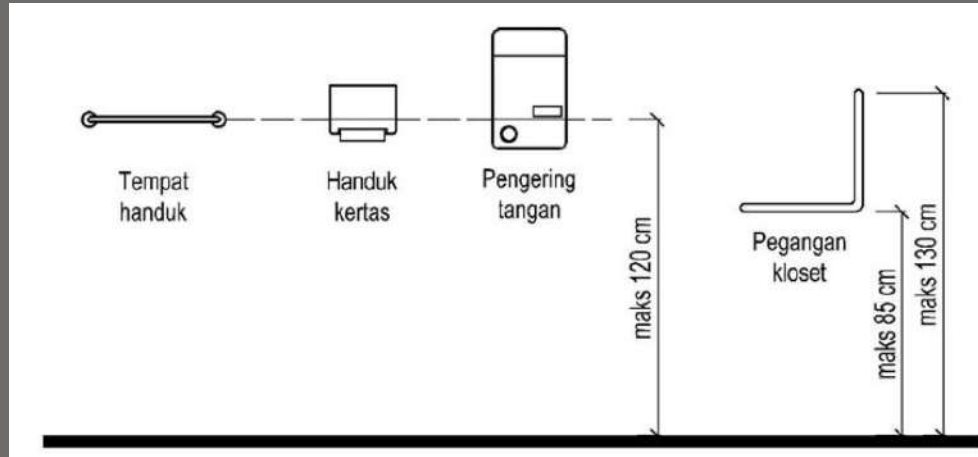 Tempat
handuk
Handuk
kertas
Pengering
tangan
maks 120 cm
Pegangan
kloset
maks 85 cm
maks 130 cm